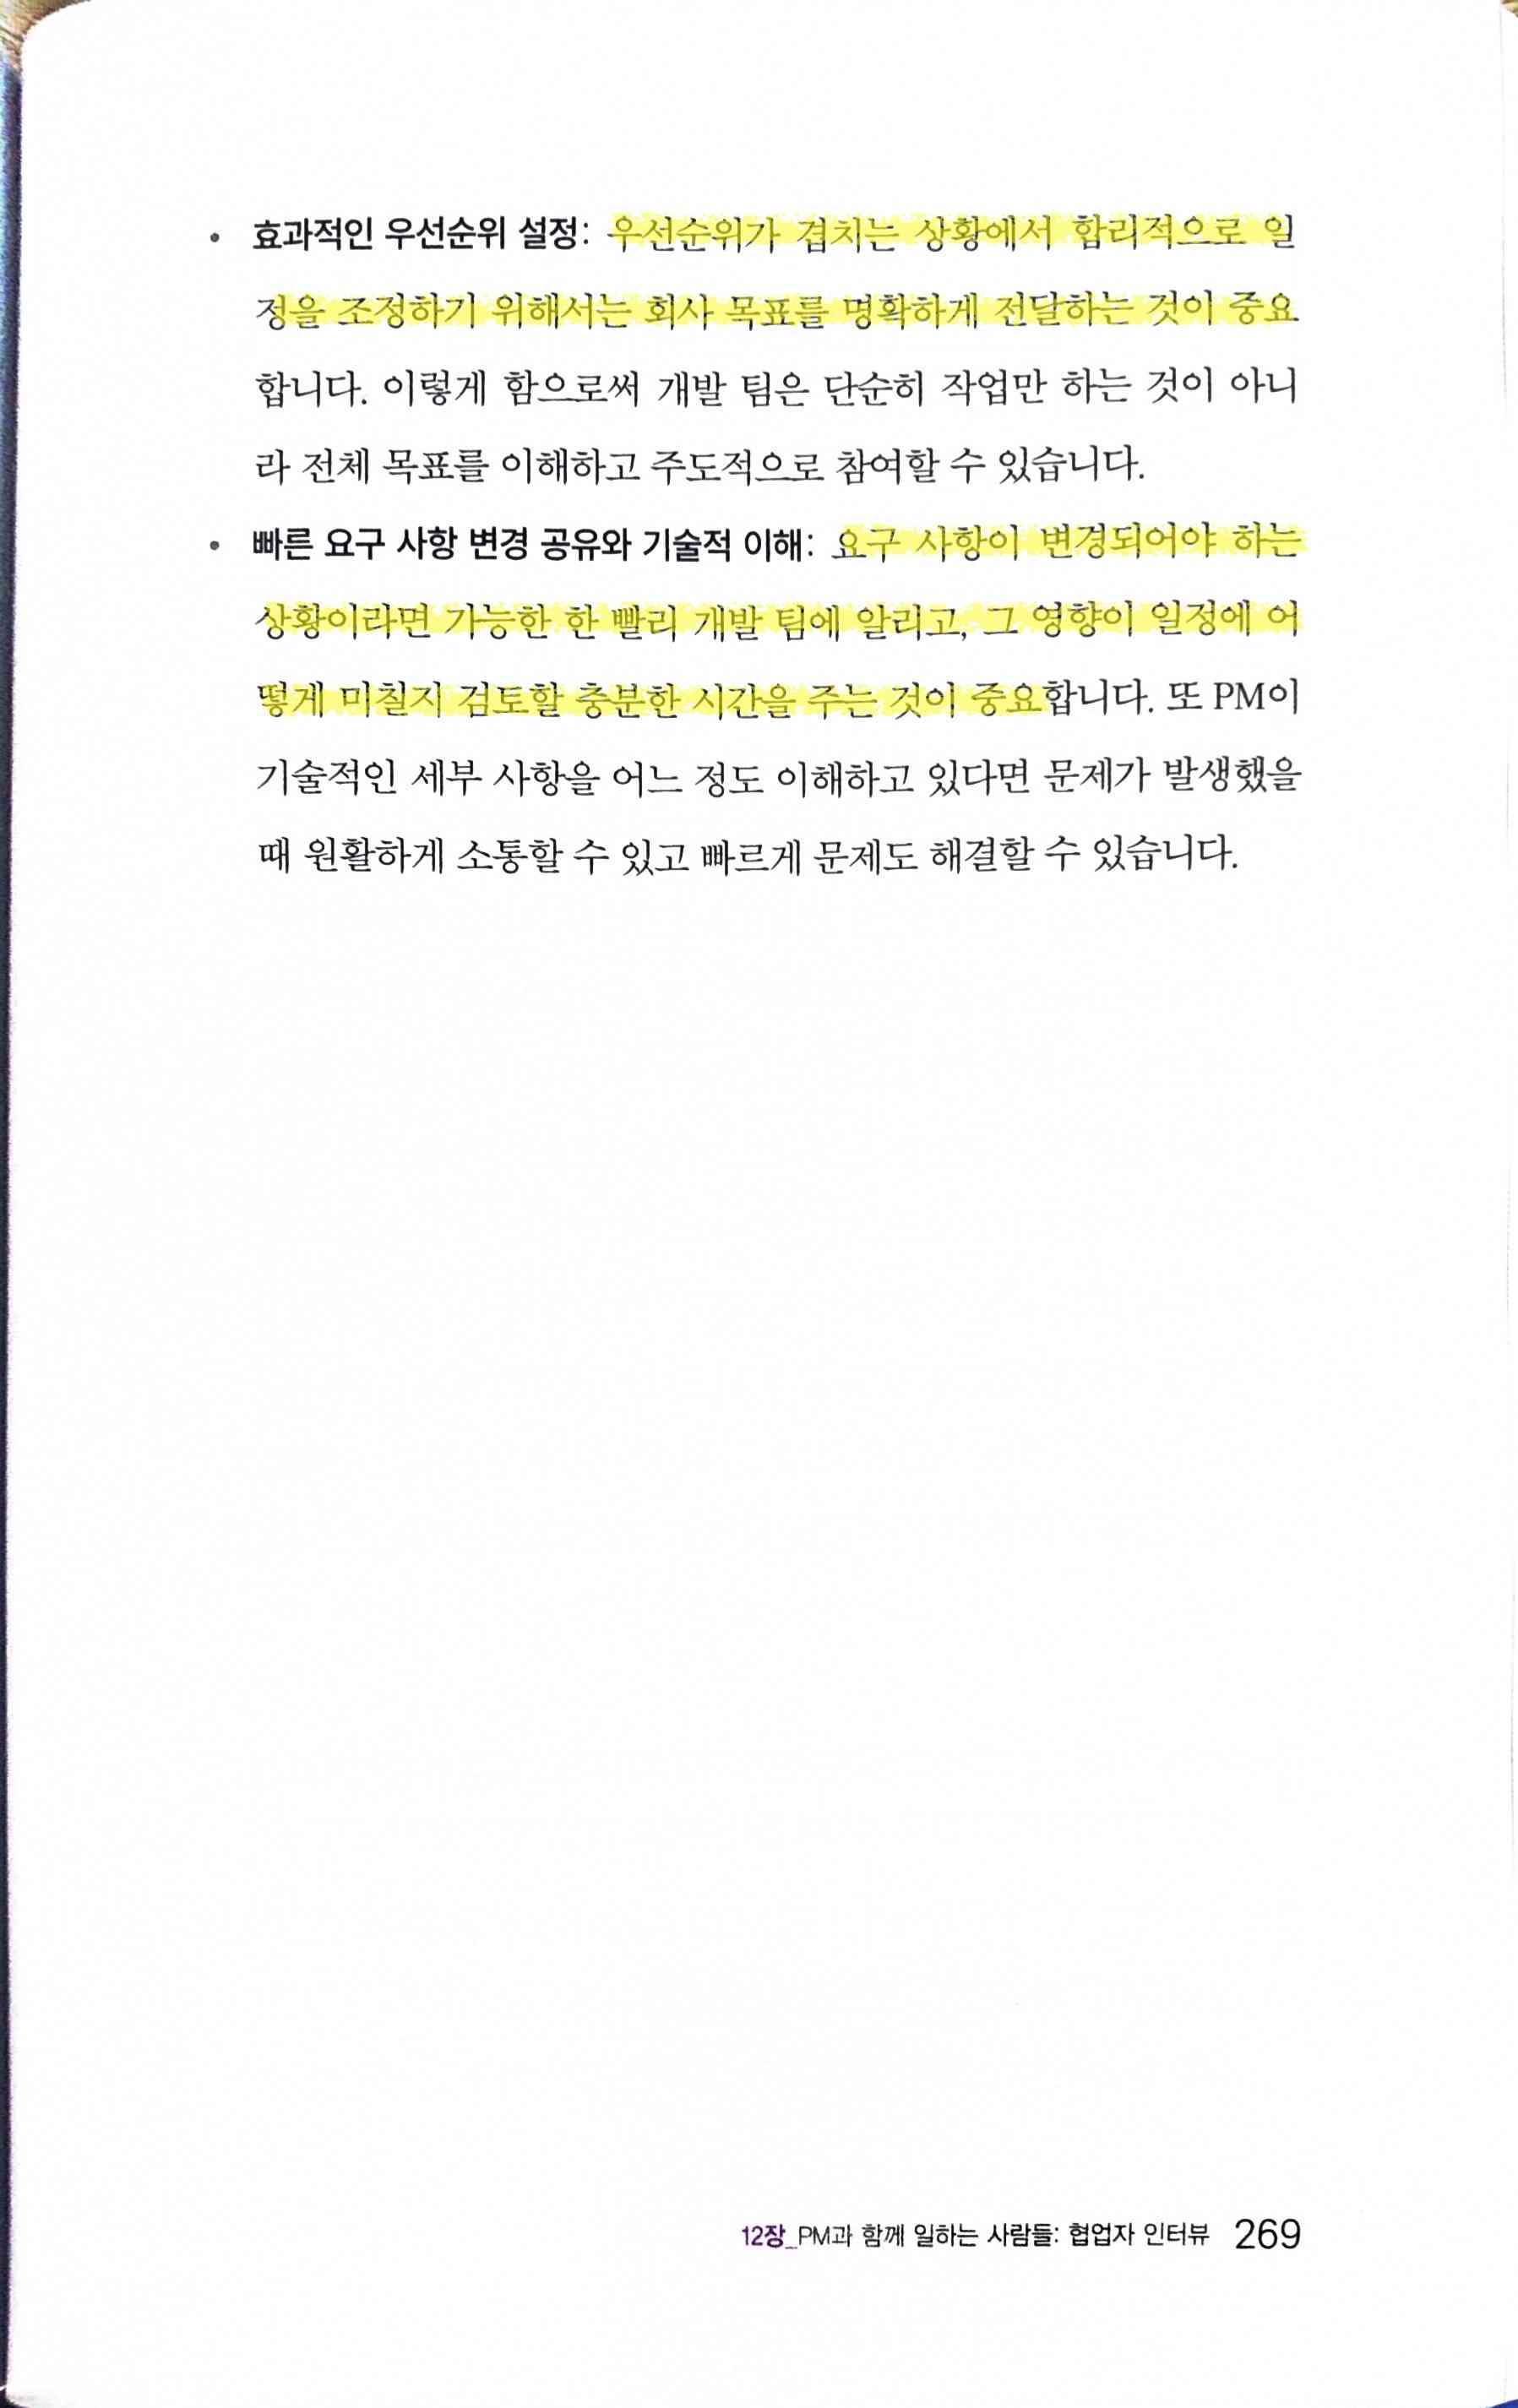 • 효과적인 우선순위 설정: 우선순위가 겹치는 상황에서 합리적으로 일
정을 조정하기 위해서는 회사 목표를 명확하게 전달하는 것이 중요
합니다. 이렇게 함으로써 개발 팀은 단순히 작업만 하는 것이 아니
라 전체 목표를 이해하고 주도적으로 참여할 수 있습니다.
• 빠른 요구 사항 변경 공유와 기술적 이해: 요구 사항이 변경되어야 하는
상황이라면 가능한 한 빨리 개발 팀에 알리고, 그 영향이 일정에 어
떻게 미칠지 검토할 충분한 시간을 주는 것이 중요합니다. 또 PM이
기술적인 세부 사항을 어느 정도 이해하고 있다면 문제가 발생했을
때 원활하게 소통할 수 있고 빠르게 문제도 해결할 수 있습니다.
12장_PM과 함께 일하는 사람들: 협업자 인터뷰 269